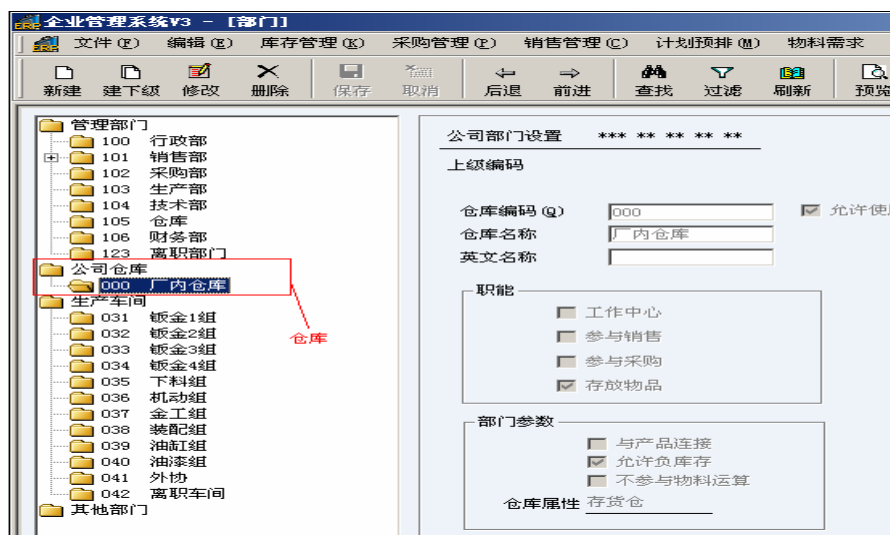 企业管理系统V3 - [部门]
文件(F) 编辑(E) 库存管理(K) 采购管理(P) 销售管理(C) 计划预排(M) 物料需求
新建 建下级 修改 删除 保存 取消 后退 前进 查找 过滤 刷新 预览
管理部门
100 行政部
101 销售部
102 采购部
103 生产部
104 技术部
105 仓库
106 财务部
123 离职部门
公司仓库
000 厂内仓库
生产车间
031 钣金1组
032 钣金2组
033 钣金3组
034 钣金4组
035 下料组
036 机动组
037 金工组
038 装配组
039 油缸组
040 油漆组
041 外协
042 离职车间
其他部门
仓库
公司部门设置 *** ** ** ** **
上级编码
仓库编码(Q) 000 允许使
仓库名称 厂内仓库
英文名称
职能
工作中心
参与销售
参与采购
存放物品
部门参数
与产品连接
允许负库存
不参与物料运算
仓库属性 存货仓